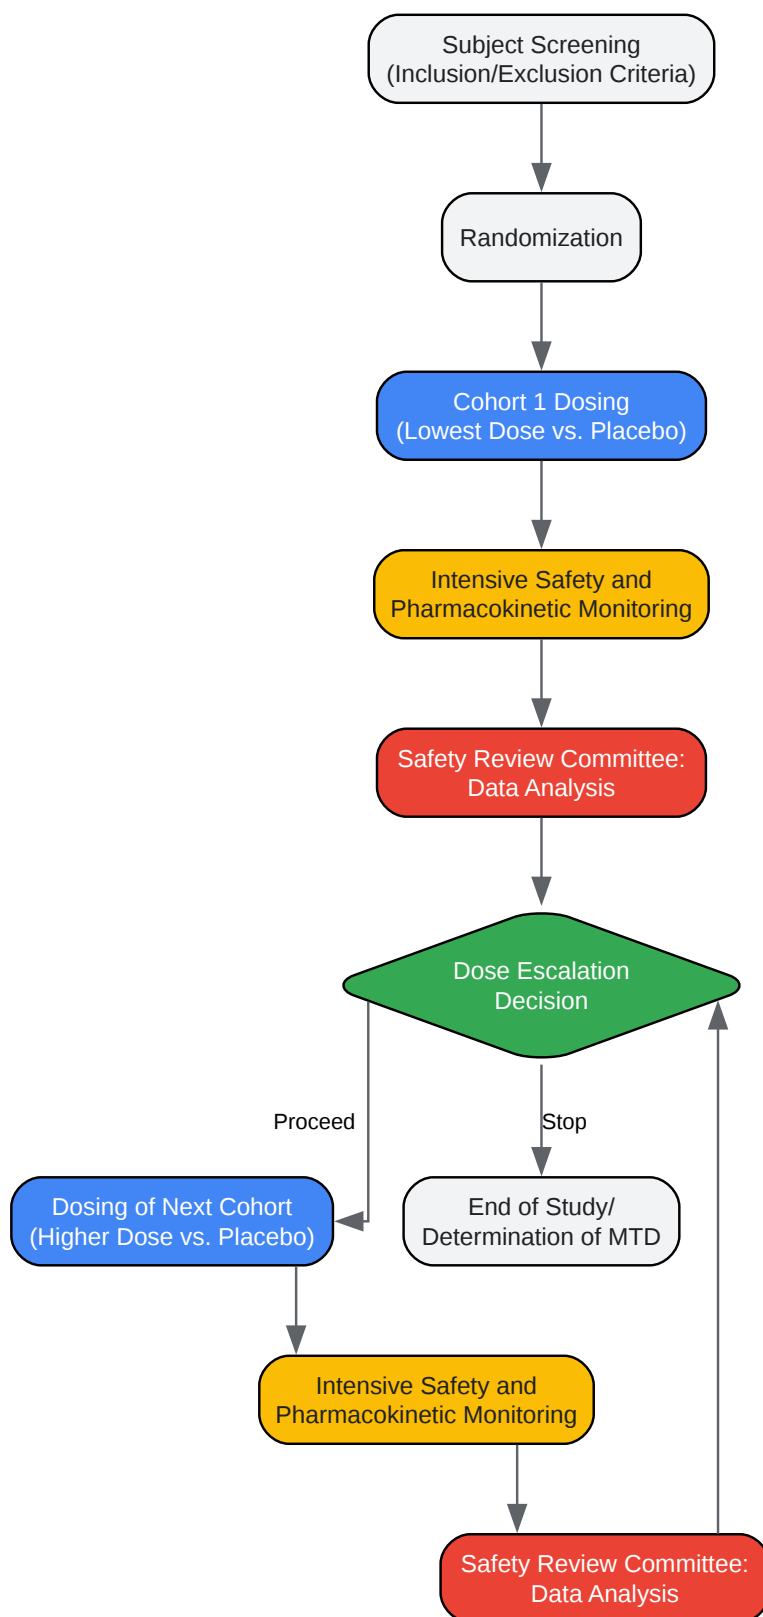 Subject Screening
(Inclusion/Exclusion Criteria)
Randomization
Cohort 1 Dosing
(Lowest Dose vs. Placebo)
Intensive Safety and
Pharmacokinetic Monitoring
Safety Review Committee:
Data Analysis
Dose Escalation
Decision
Proceed
Stop
Dosing of Next Cohort
(Higher Dose vs. Placebo)
End of Study/
Determination of MTD
Intensive Safety and
Pharmacokinetic Monitoring
Safety Review Committee:
Data Analysis